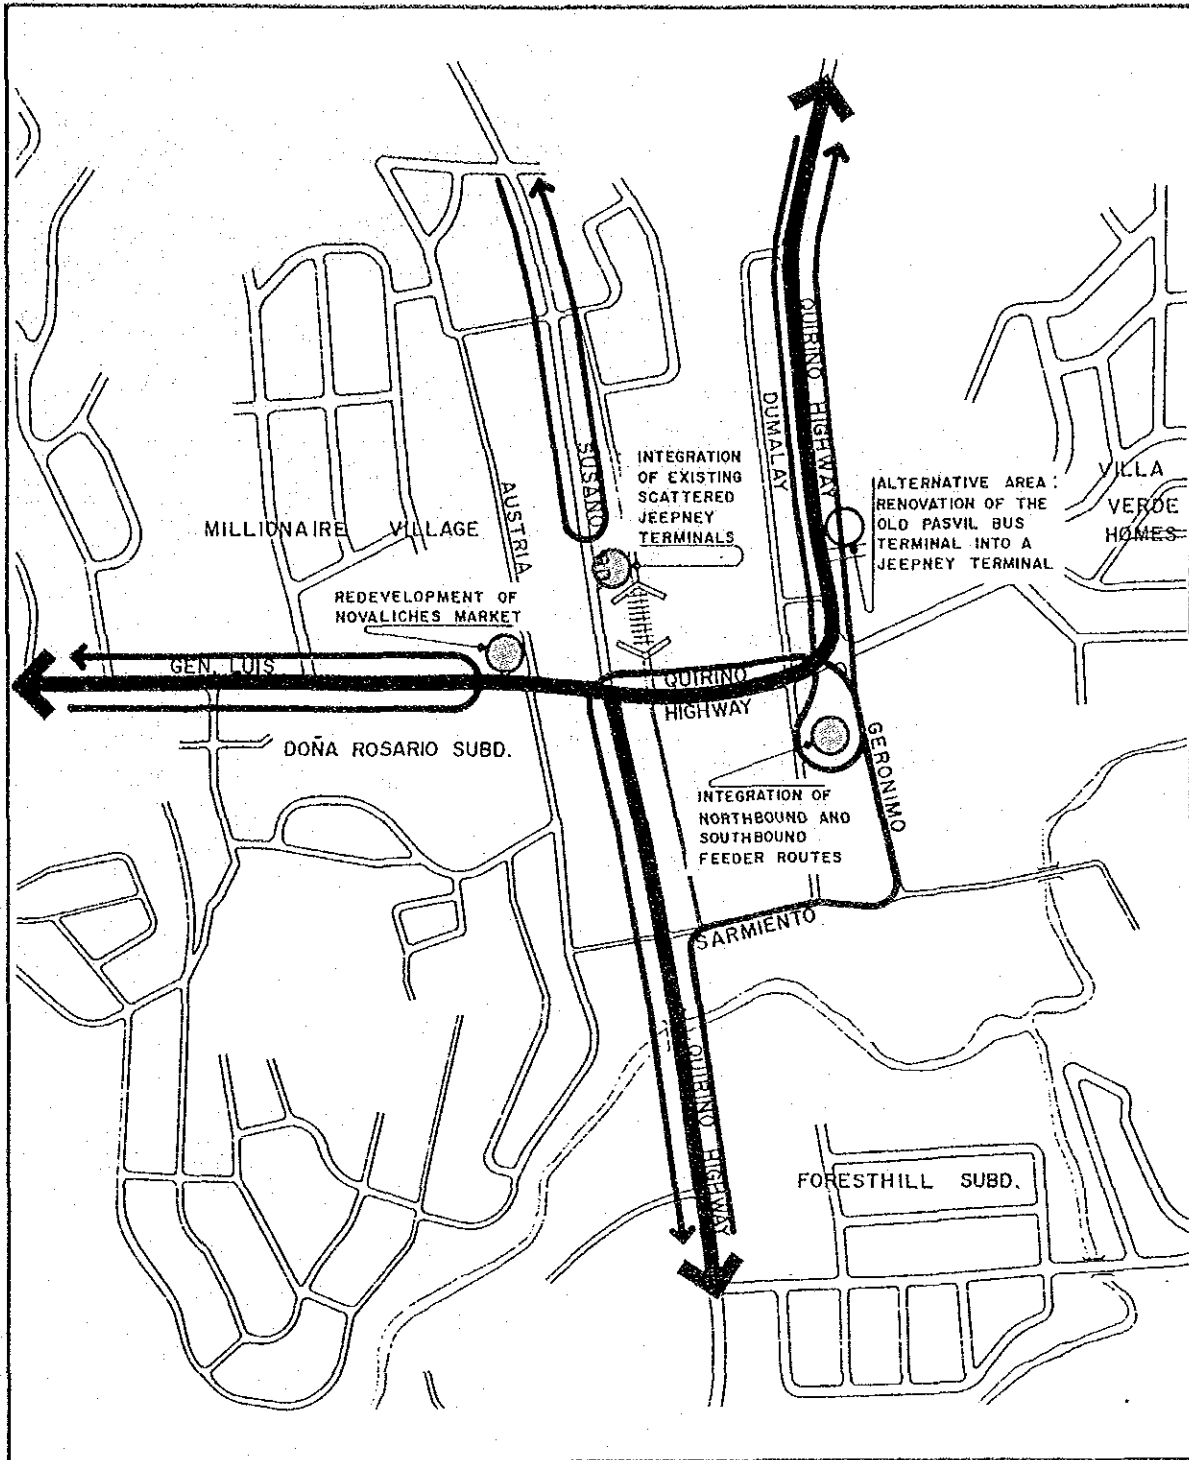 QUIRINO HIGHWAY
DUMALAY
SUSANO RD.
AUSTRIA
INTEGRATION
OF EXISTING
SCATTERED
JEEPNEY
TERMINALS
ALTERNATIVE AREA :
RENOVATION OF THE
OLD PASVIL BUS
TERMINAL INTO A
JEEPNEY TERMINAL
VILLA
VERDE
HOMES
MILLIONAIRE VILLAGE
REDEVELOPMENT OF
NOVALICHES MARKET
GEN. LUIS
QUIRINO
HIGHWAY
DOÑA ROSARIO SUBD.
GERONIMO
INTEGRATION OF
NORTHBOUND AND
SOUTHBOUND
FEEDER ROUTES
SARMIENTO
QUIRINO HIGHWAY
FORESTHILL SUBD.